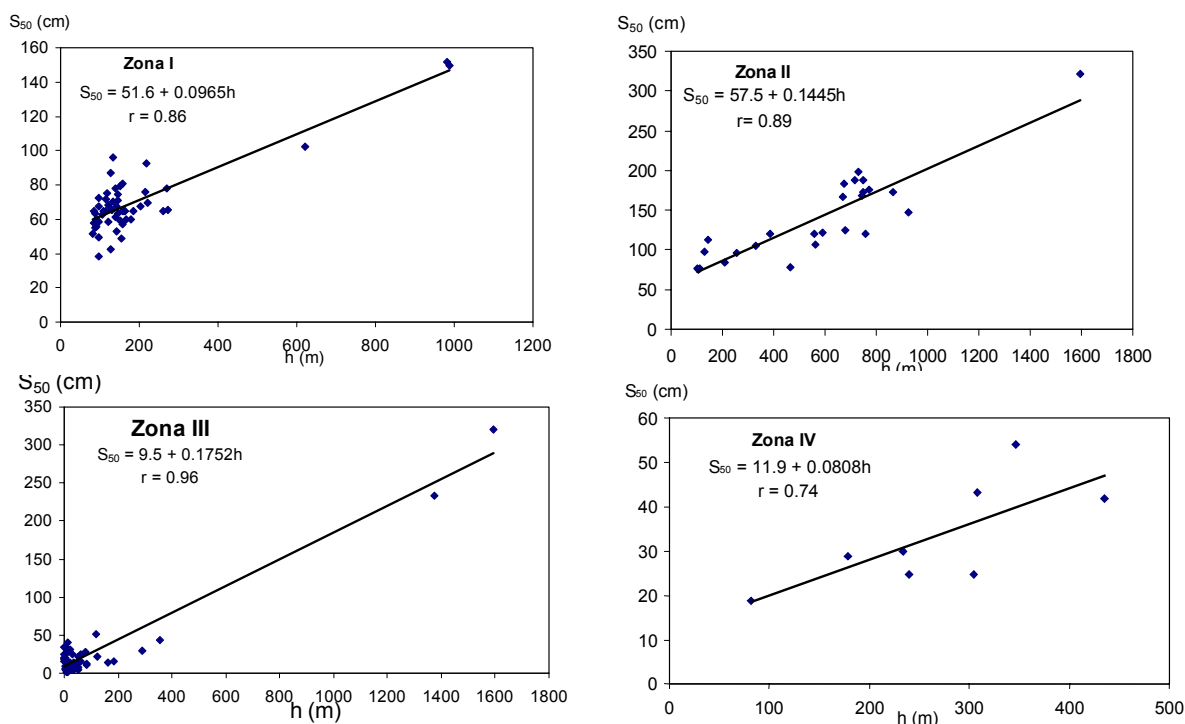 S₅₀ (cm)
Zona I
S₅₀ = 51.6 + 0.0965h
r = 0.86
160
140
120
100
80
60
40
20
0
0 200 400 600 800 1000 1200
h (m)
S₅₀ (cm)
Zona II
S₅₀ = 57.5 + 0.1445h
r= 0.89
350
300
250
200
150
100
50
0
0 200 400 600 800 1000 1200 1400 1600 1800
h (m)
S₅₀ (cm)
Zona III
S₅₀ = 9.5 + 0.1752h
r = 0.96
350
300
250
200
150
100
50
0
0 200 400 600 800 1000 1200 1400 1600 1800
h (m)
S₅₀ (cm)
Zona IV
S₅₀ = 11.9 + 0.0808h
r = 0.74
60
50
40
30
20
10
0
0 100 200 300 400 500
h (m)